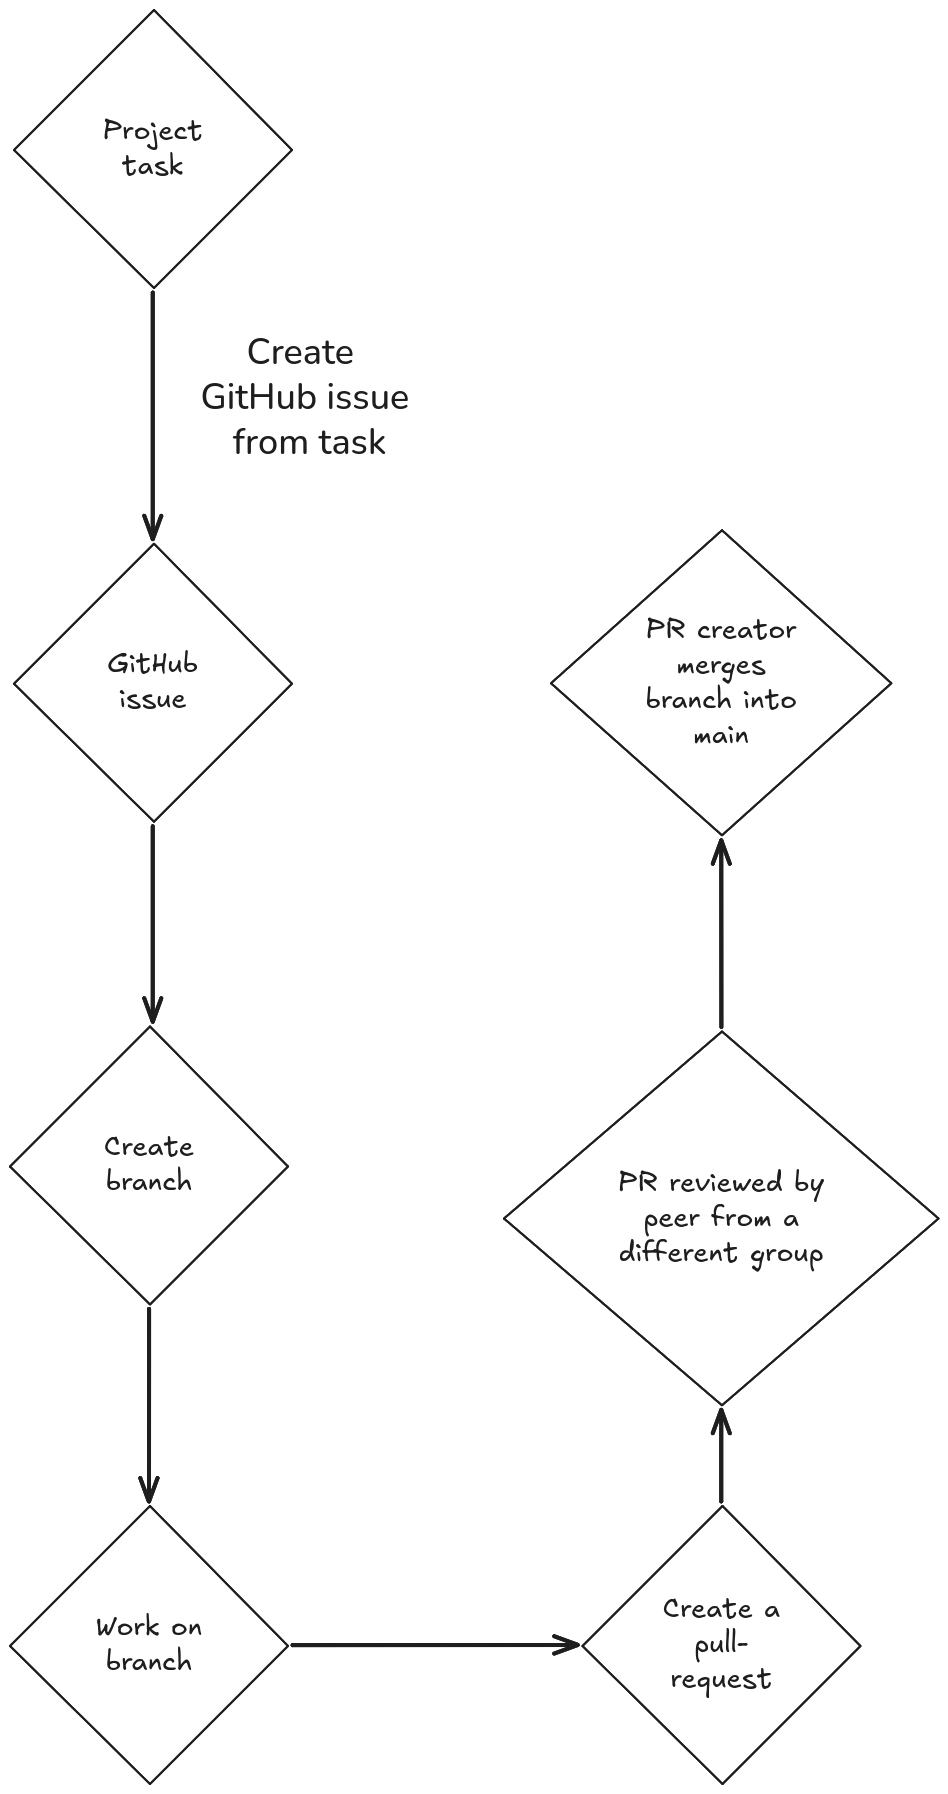 Project
task
Create
GitHub issue
from task
GitHub
issue
Create
branch
Work on
branch
Create a
pull-
request
PR reviewed by
peer from a
different group
PR creator
merges
branch into
main